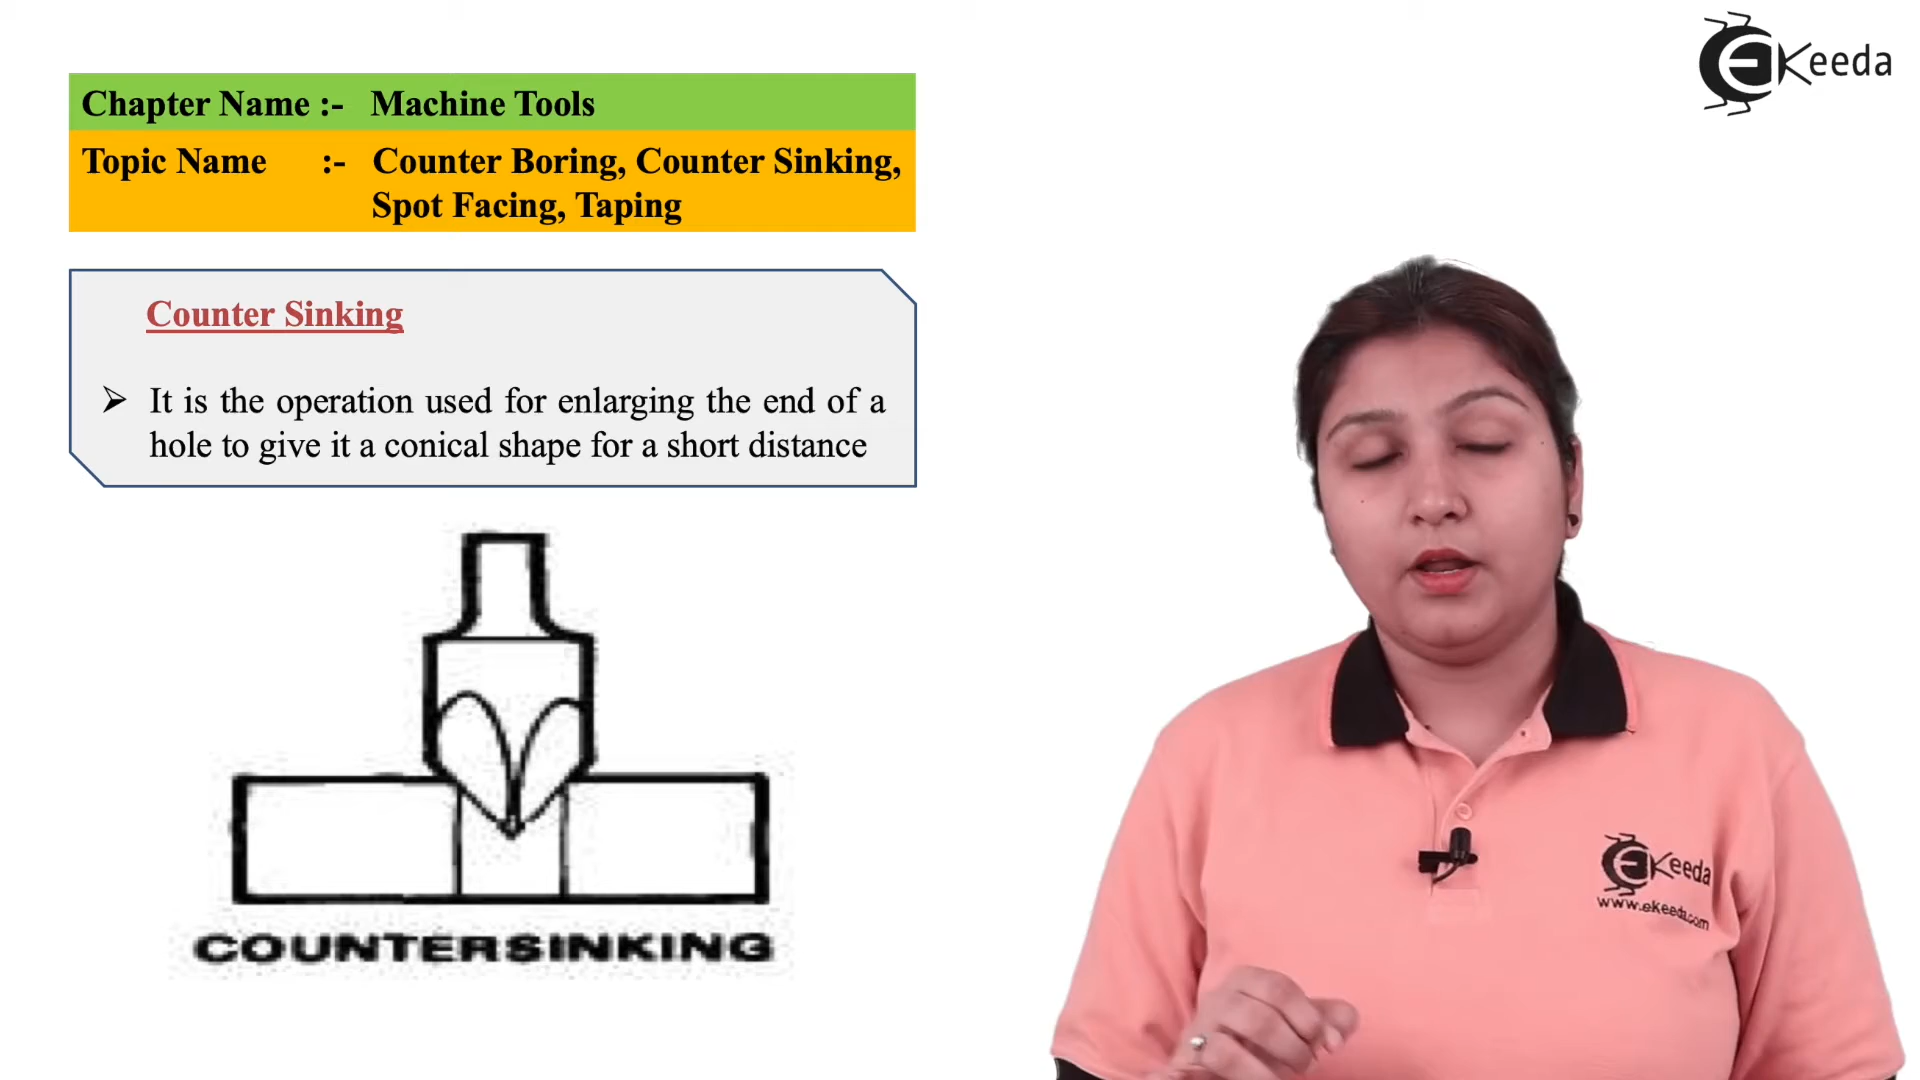 Keeda
Chapter Name :- Machine Tools
Topic Name :- Counter Boring, Counter Sinking,
Spot Facing, Taping
Counter Sinking
➤ It is the operation used for enlarging the end of a
hole to give it a conical shape for a short distance
COUNTERSINKING
Keeda
www.ekeeda.com